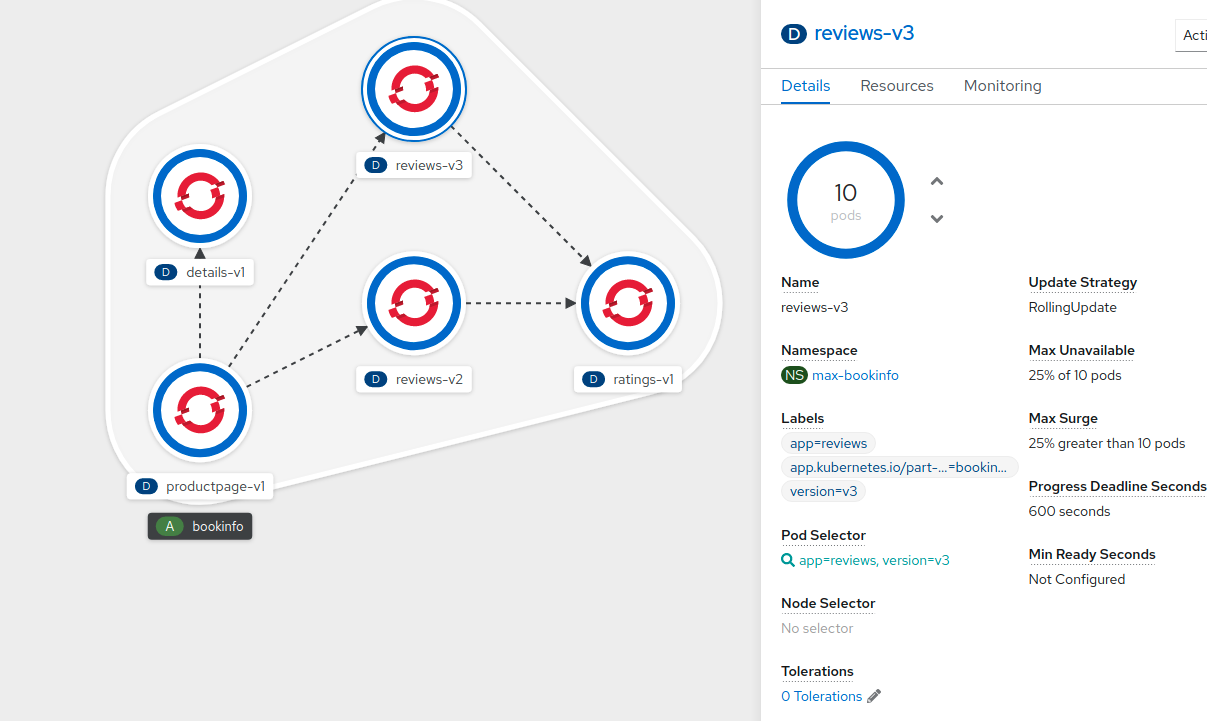 D reviews-v3
D details-v1
D reviews-v2
D ratings-v1
D productpage-v1
A bookinfo
D reviews-v3
Acti
Details Resources Monitoring
10
pods
Name
reviews-v3
Namespace
NS max-bookinfo
Labels
app=reviews
app.kubernetes.io/part-...=bookin...
version=v3
Pod Selector
app=reviews, version=v3
Node Selector
No selector
Tolerations
0 Tolerations
Update Strategy
RollingUpdate
Max Unavailable
25% of 10 pods
Max Surge
25% greater than 10 pods
Progress Deadline Seconds
600 seconds
Min Ready Seconds
Not Configured